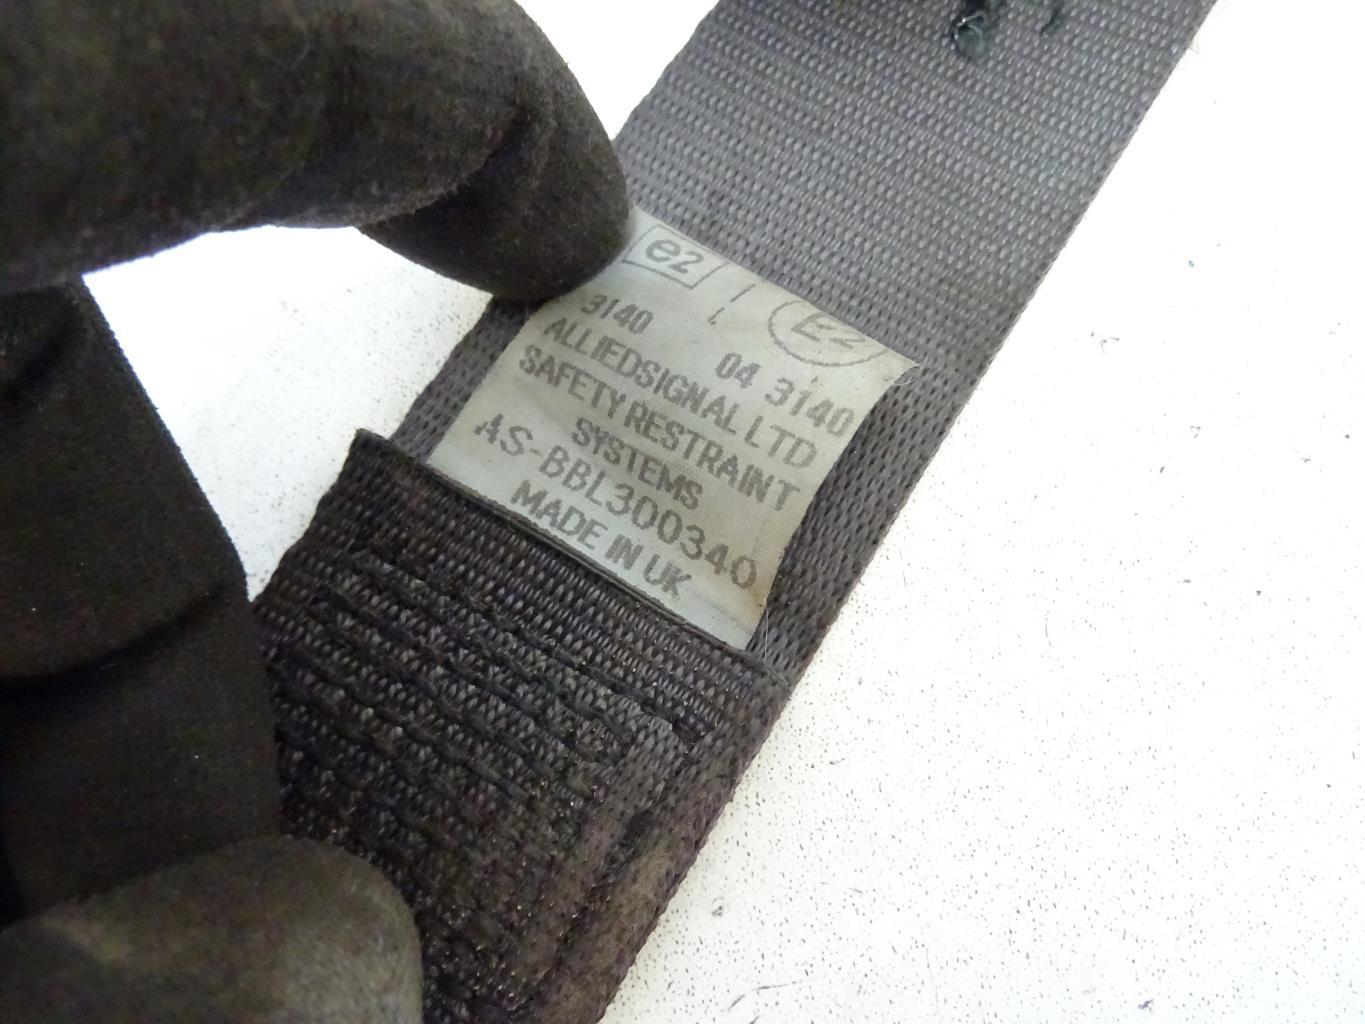 e2 E2
3140 04 3140
ALLIEDSIGNAL LTD
SAFETY RESTRAINT
SYSTEMS
AS-BBL300340
MADE IN UK